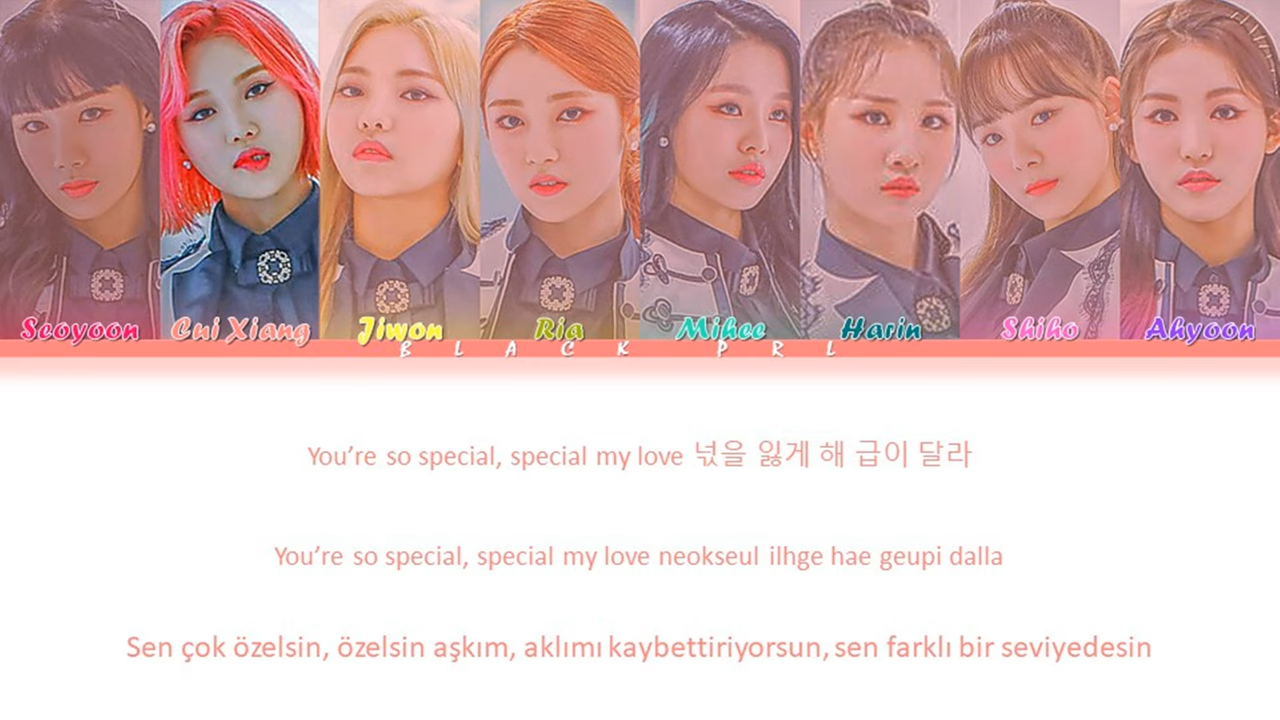 Seoyoon Cui Xiang Jiwon Ria Mihee Harin Shiho Ahyoon
BLACK PRL
You’re so special, special my love 넋을 잃게 해 급이 달라
You’re so special, special my love neokseul ilhge hae geupi dalla
Sen çok özelsin, özelsin aşkım, aklımı kaybettiriyorsun, sen farklı bir seviyedesin